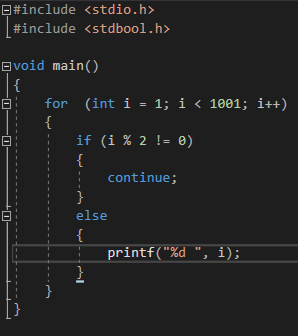 #include <stdio.h>
#include <stdbool.h>
void main()
{
for  (int i = 1; i < 1001; i++)
{
if (i % 2 != 0)
{
continue;
}
else
{
printf("%d ", i);
}
}
}